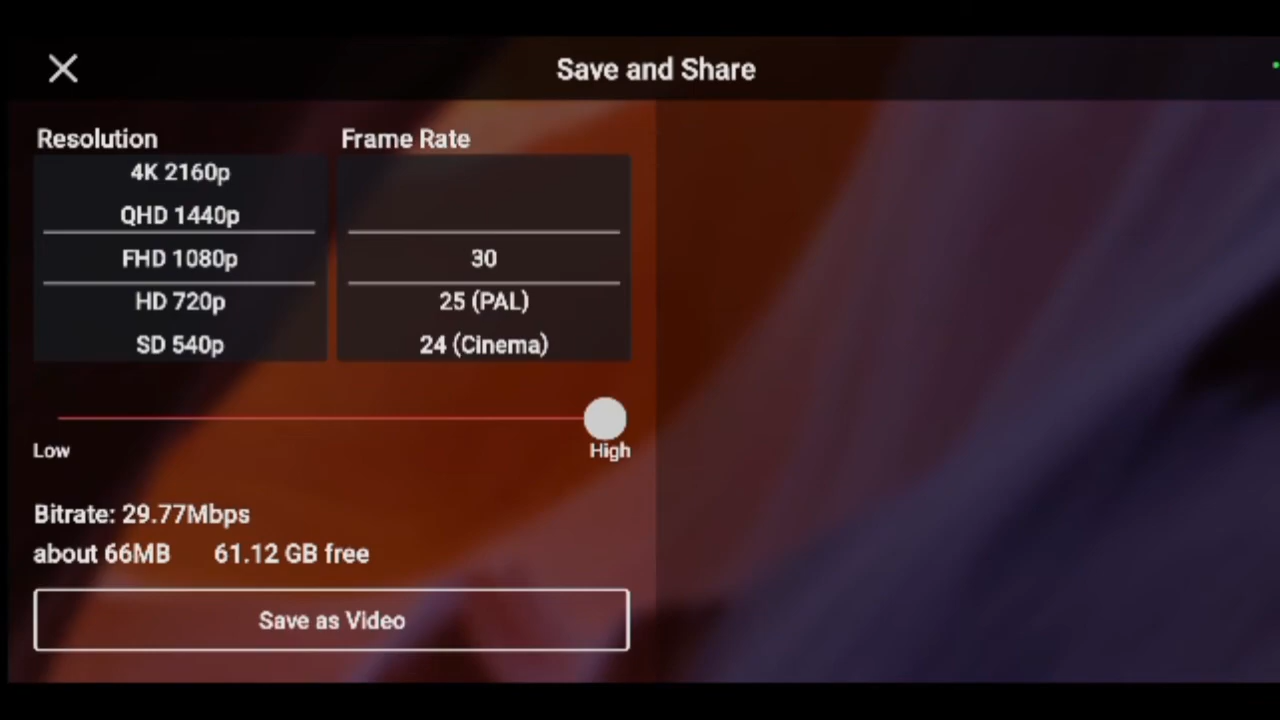 Save and Share
Resolution
4K 2160p
QHD 1440p
FHD 1080p
HD 720p
SD 540p
Frame Rate
30
25 (PAL)
24 (Cinema)
Low
High
Bitrate: 29.77Mbps
about 66MB 61.12 GB free
Save as Video